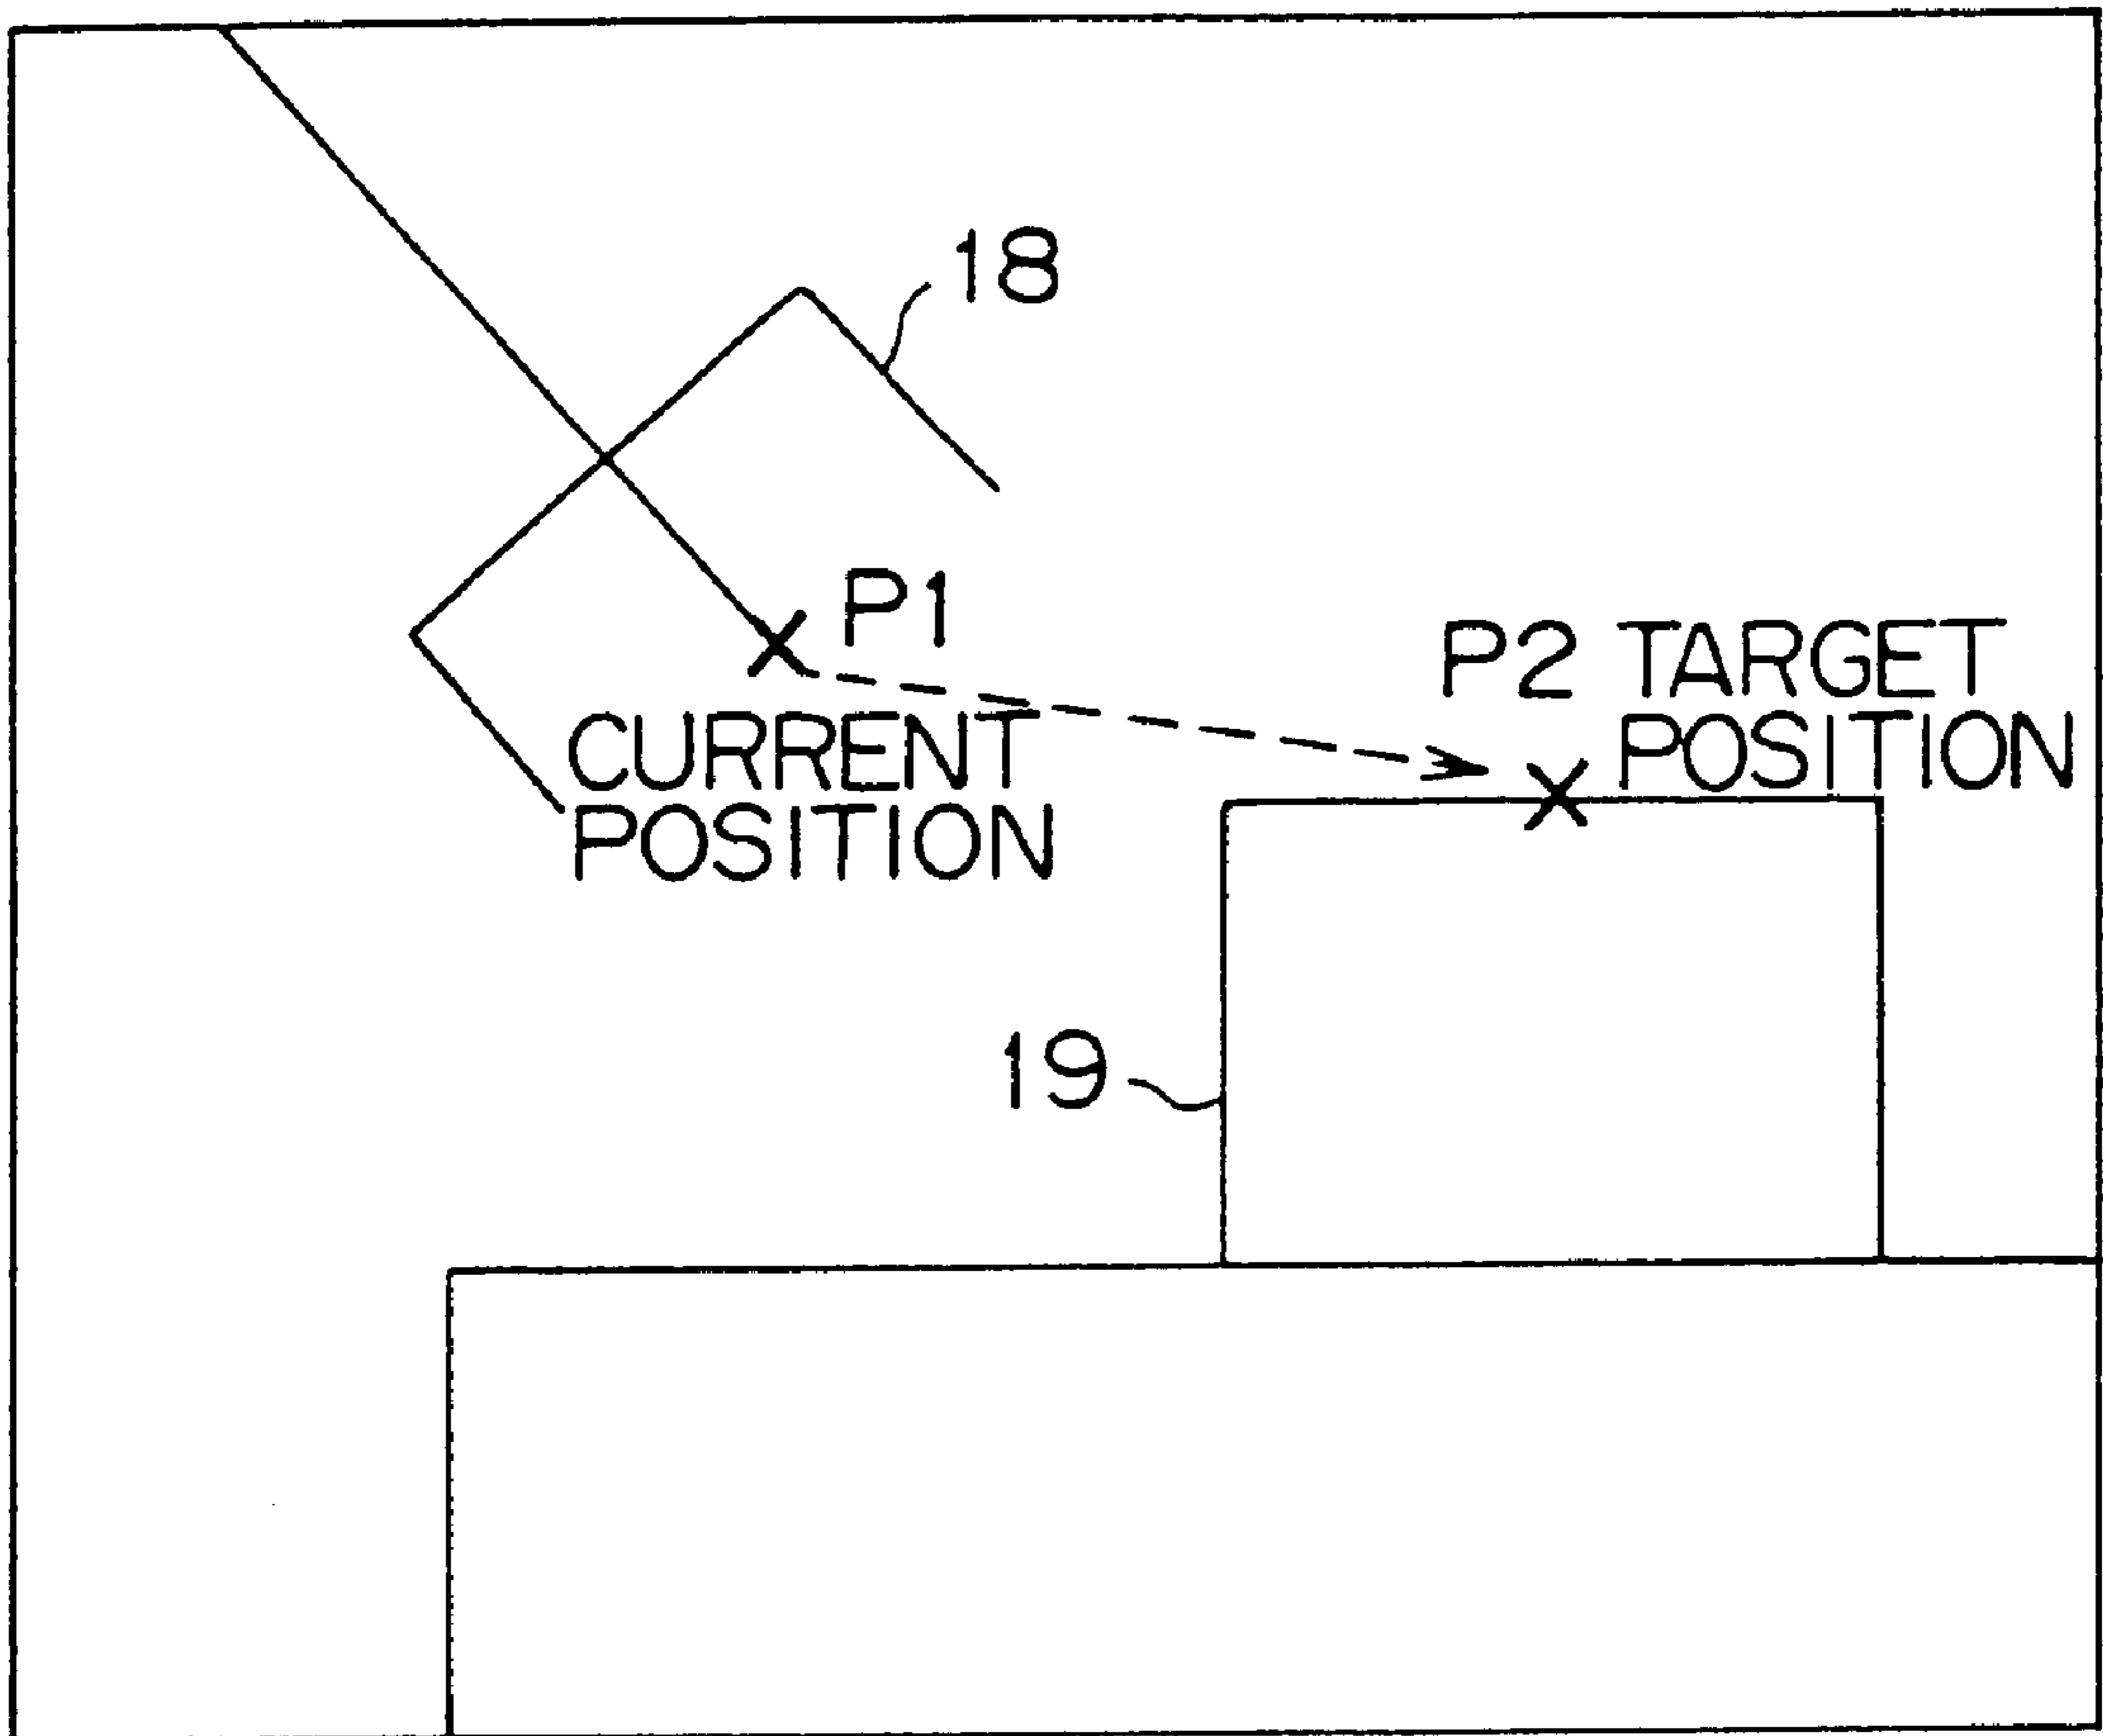 18
P1
CURRENT
POSITION
P2 TARGET
POSITION
19